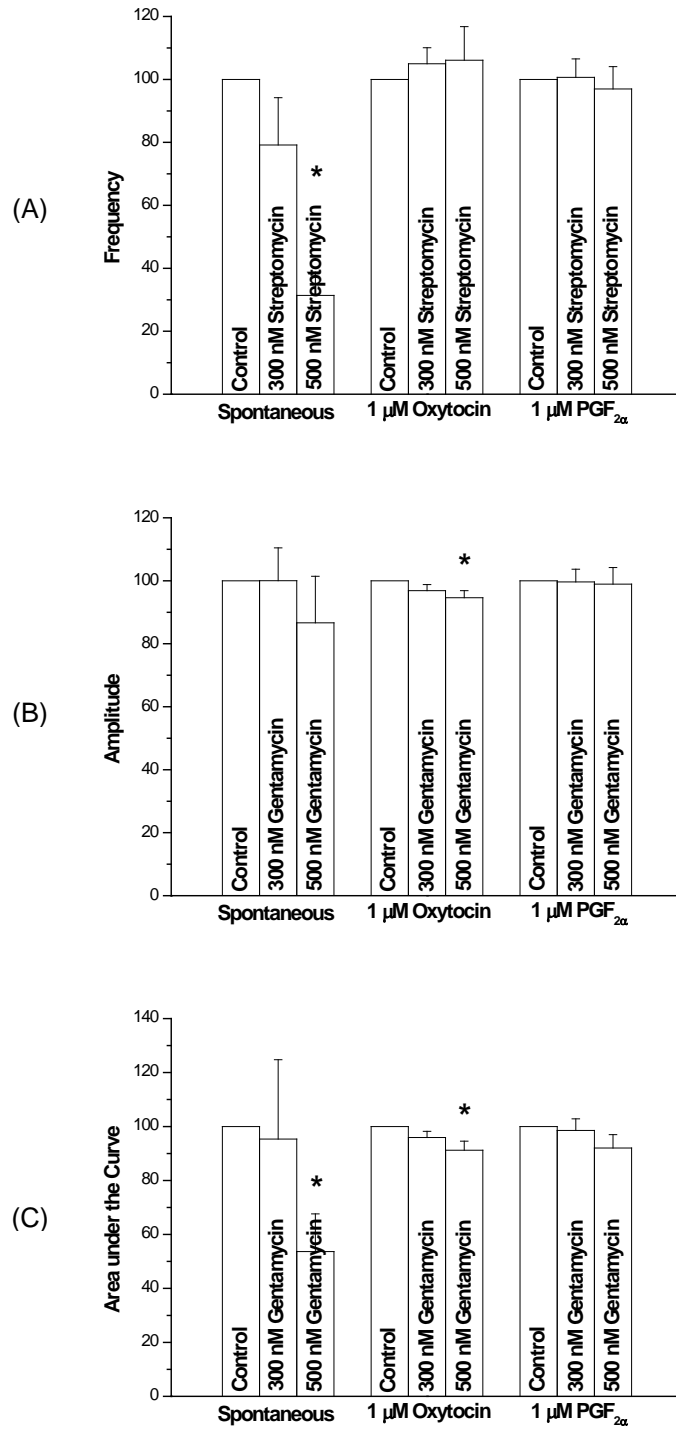 (A)
Frequency
120
100
80
60
40
20
0
*
Control
300 nM Streptomycin
500 nM Streptomycin
Control
300 nM Streptomycin
500 nM Streptomycin
Control
300 nM Streptomycin
500 nM Streptomycin
Spontaneous
1 μM Oxytocin
1 μM PGF₂α
(B)
Amplitude
120
100
80
60
40
20
0
*
Control
300 nM Gentamycin
500 nM Gentamycin
Control
300 nM Gentamycin
500 nM Gentamycin
Control
300 nM Gentamycin
500 nM Gentamycin
Spontaneous
1 μM Oxytocin
1 μM PGF₂α
(C)
Area under the Curve
140
120
100
80
60
40
20
0
*
*
Control
300 nM Gentamycin
500 nM Gentamycin
Control
300 nM Gentamycin
500 nM Gentamycin
Control
300 nM Gentamycin
500 nM Gentamycin
Spontaneous
1 μM Oxytocin
1 μM PGF₂α